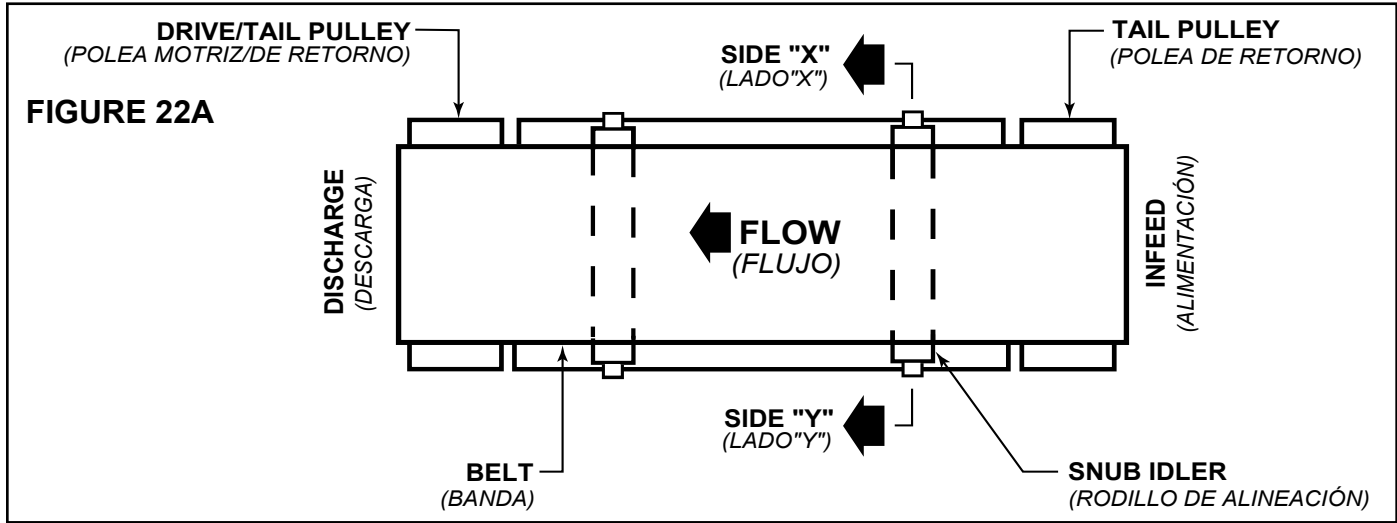 DRIVE/TAIL PULLEY
(POLEA MOTRIZ/DE RETORNO)
SIDE "X"
(LADO"X")
TAIL PULLEY
(POLEA DE RETORNO)
FIGURE 22A
DISCHARGE
(DESCARGA)
FLOW
(FLUJO)
INFEED
(ALIMENTACIÓN)
SIDE "Y"
(LADO"Y")
BELT
(BANDA)
SNUB IDLER
(RODILLO DE ALINEACIÓN)